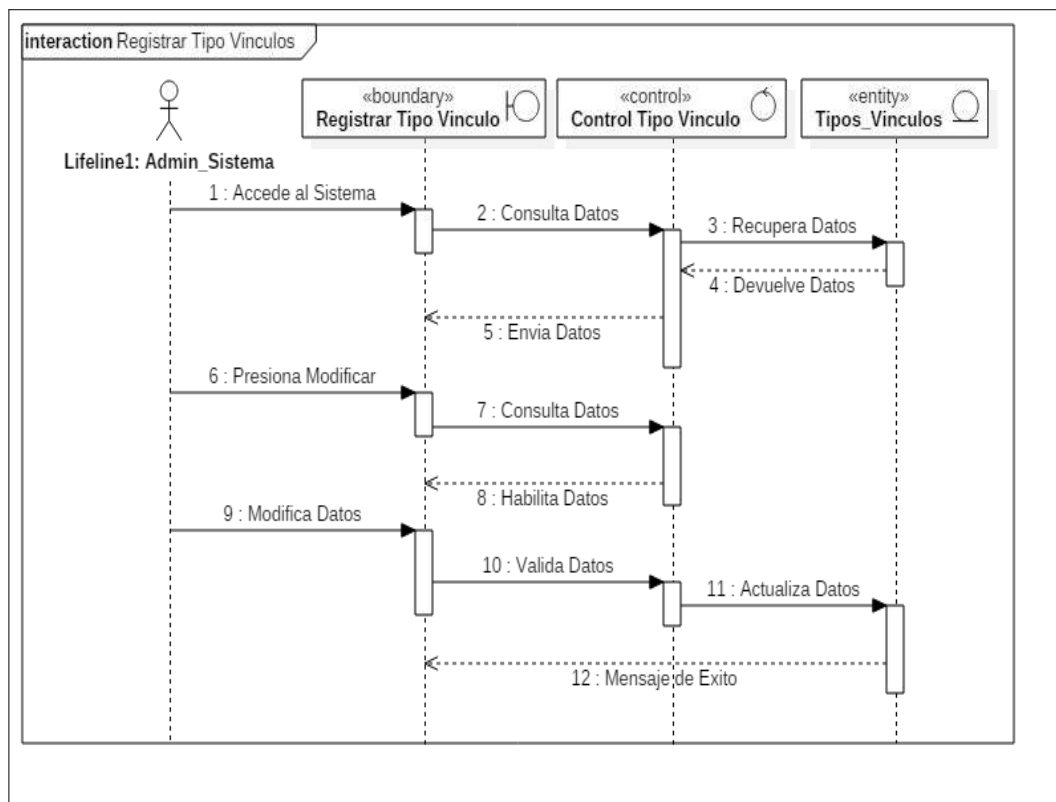 interaction Registrar Tipo Vinculos
«boundary»
Registrar Tipo Vinculo
«control»
Control Tipo Vinculo
«entity»
Tipos_Vinculos
Lifeline1: Admin_Sistema
1 : Accede al Sistema
2 : Consulta Datos
3 : Recupera Datos
4 : Devuelve Datos
5 : Envia Datos
6 : Presiona Modificar
7 : Consulta Datos
8 : Habilita Datos
9 : Modifica Datos
10 : Valida Datos
11 : Actualiza Datos
12 : Mensaje de Exito